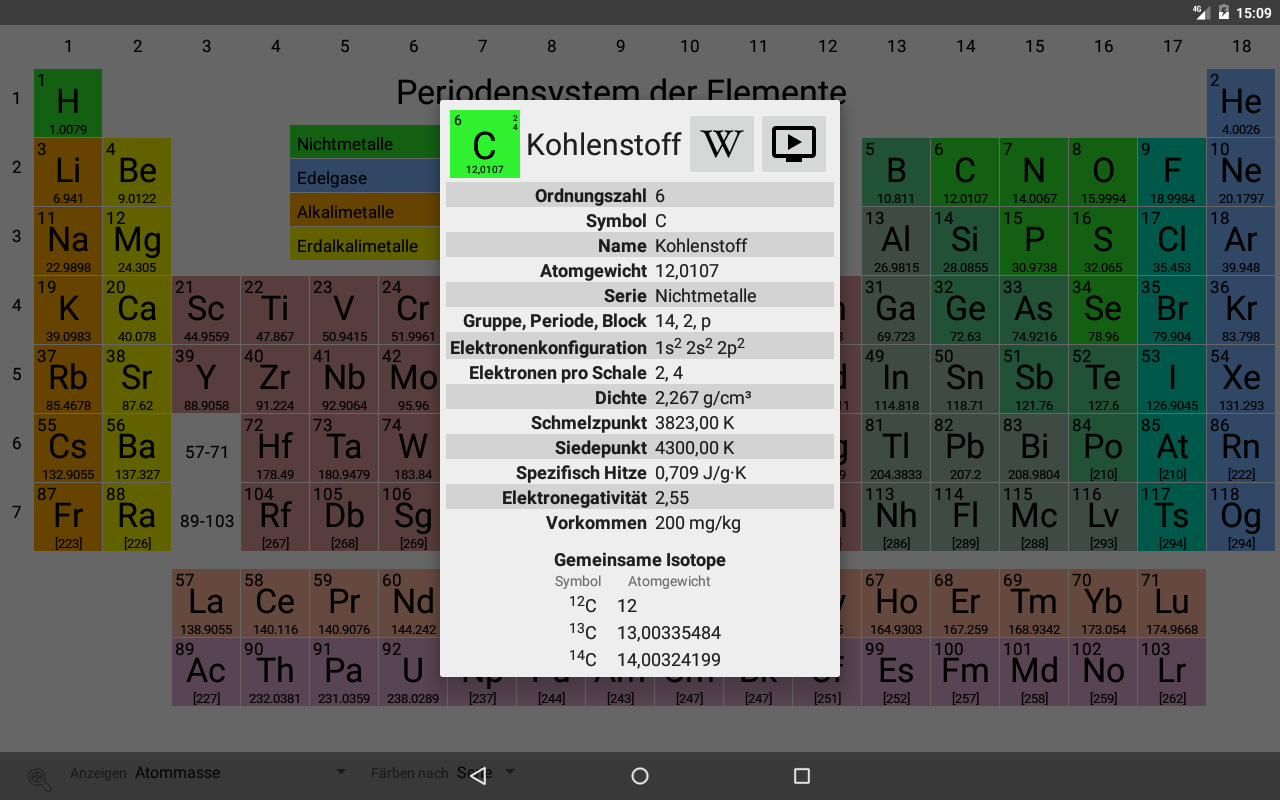 4G 15:09
1 2 3 4 5 6 7 8 9 10 11 12 13 14 15 16 17 18
Periodensystem der Elemente
1 1 H 1.0079 2 He 4.0026
Nichtmetalle
Edelgase
Alkalimetalle
Erdalkalimetalle
2 3 Li 6.941 4 Be 9.0122 5 B 10.811 6 C 12.0107 7 N 14.0067 8 O 15.9994 9 F 18.9984 10 Ne 20.1797
3 11 Na 22.9898 12 Mg 24.305 13 Al 26.9815 14 Si 28.0855 15 P 30.9738 16 S 32.065 17 Cl 35.453 18 Ar 39.948
4 19 K 39.0983 20 Ca 40.078 21 Sc 44.9559 22 Ti 47.867 23 V 50.9415 24 Cr 51.9961 31 Ga 69.723 32 Ge 72.63 33 As 74.9216 34 Se 78.96 35 Br 79.904 36 Kr 83.798
5 37 Rb 85.4678 38 Sr 87.62 39 Y 88.9058 40 Zr 91.224 41 Nb 92.9064 42 Mo 95.96 49 In 114.818 50 Sn 118.71 51 Sb 121.76 52 Te 127.6 53 I 126.9045 54 Xe 131.293
6 55 Cs 132.9055 56 Ba 137.327 57-71 72 Hf 178.49 73 Ta 180.9479 74 W 183.84 81 Tl 204.3833 82 Pb 207.2 83 Bi 208.9804 84 Po [210] 85 At [210] 86 Rn [222]
7 87 Fr [223] 88 Ra [226] 89-103 104 Rf [267] 105 Db [268] 106 Sg [269] 113 Nh [286] 114 Fl [289] 115 Mc [288] 116 Lv [293] 117 Ts [294] 118 Og [294]
57 La 138.9055 58 Ce 140.116 59 Pr 140.9076 60 Nd 144.242 67 Ho 164.9303 68 Er 167.259 69 Tm 168.9342 70 Yb 173.054 71 Lu 174.9668
89 Ac [227] 90 Th 232.0381 91 Pa 231.0359 92 U 238.0289 [237] [244] [243] [247] [247] [251] 99 Es [252] 100 Fm [257] 101 Md [258] 102 No [259] 103 Lr [262]
6 2 4 C 12,0107 Kohlenstoff W
Ordnungszahl 6
Symbol C
Name Kohlenstoff
Atomgewicht 12,0107
Serie Nichtmetalle
Gruppe, Periode, Block 14, 2, p
Elektronenkonfiguration 1s² 2s² 2p²
Elektronen pro Schale 2, 4
Dichte 2,267 g/cm³
Schmelzpunkt 3823,00 K
Siedepunkt 4300,00 K
Spezifisch Hitze 0,709 J/g·K
Elektronegativität 2,55
Vorkommen 200 mg/kg
Gemeinsame Isotope
Symbol Atomgewicht
¹²C 12
¹³C 13,00335484
¹⁴C 14,00324199
Anzeigen Atommasse Färben nach Serie